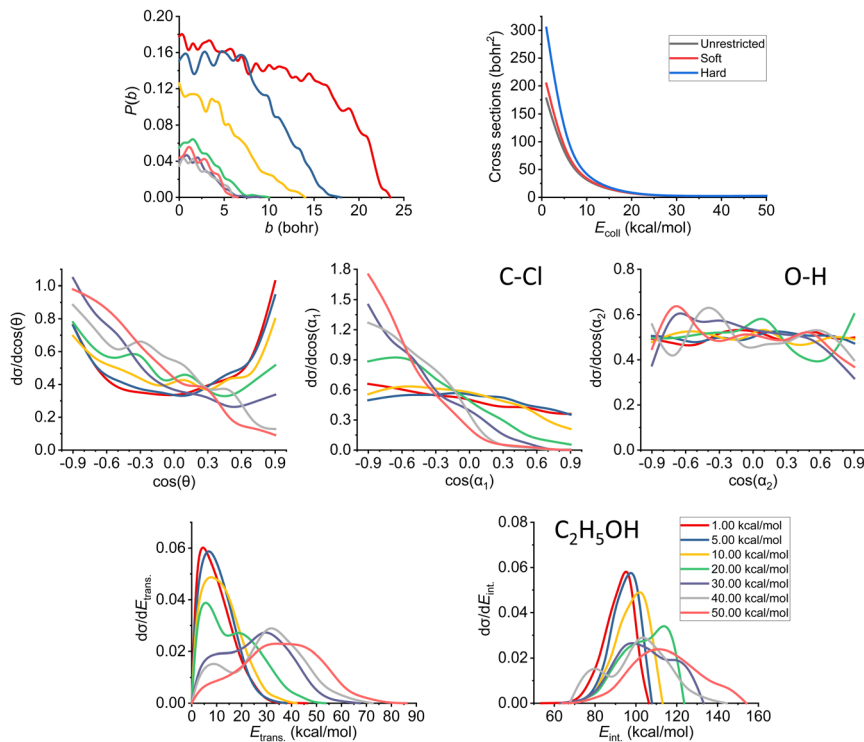 0.20
0.16
0.12
0.08
0.04
0.00
P(b)
0 5 10 15 20 25
b (bohr)
350
300
250
200
150
100
50
0
Cross sections (bohr²)
Unrestricted
Soft
Hard
0 10 20 30 40 50
E_coll (kcal/mol)
1.0
0.8
0.6
0.4
0.2
0.0
dσ/dcos(θ)
-0.9 -0.6 -0.3 0.0 0.3 0.6 0.9
cos(θ)
C-Cl
1.8
1.5
1.2
0.9
0.6
0.3
0.0
dσ/dcos(α₁)
-0.9 -0.6 -0.3 0.0 0.3 0.6 0.9
cos(α₁)
O-H
0.8
0.6
0.4
0.2
0.0
dσ/dcos(α₂)
-0.9 -0.6 -0.3 0.0 0.3 0.6 0.9
cos(α₂)
0.06
0.04
0.02
0.00
dσ/dE_trans.
0 10 20 30 40 50 60 70 80 90
E_trans. (kcal/mol)
C₂H₅OH
0.08
0.06
0.04
0.02
0.00
dσ/dE_int.
1.00 kcal/mol
5.00 kcal/mol
10.00 kcal/mol
20.00 kcal/mol
30.00 kcal/mol
40.00 kcal/mol
50.00 kcal/mol
60 80 100 120 140 160
E_int. (kcal/mol)